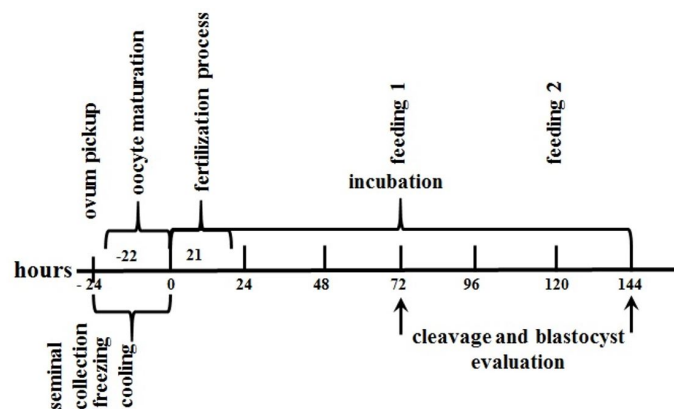 ovum pickup
oocyte maturation
fertilization process
feeding 1
feeding 2
incubation
-22
21
hours
- 24
0
24
48
72
96
120
144
seminal
collection
freezing
cooling
cleavage and blastocyst
evaluation